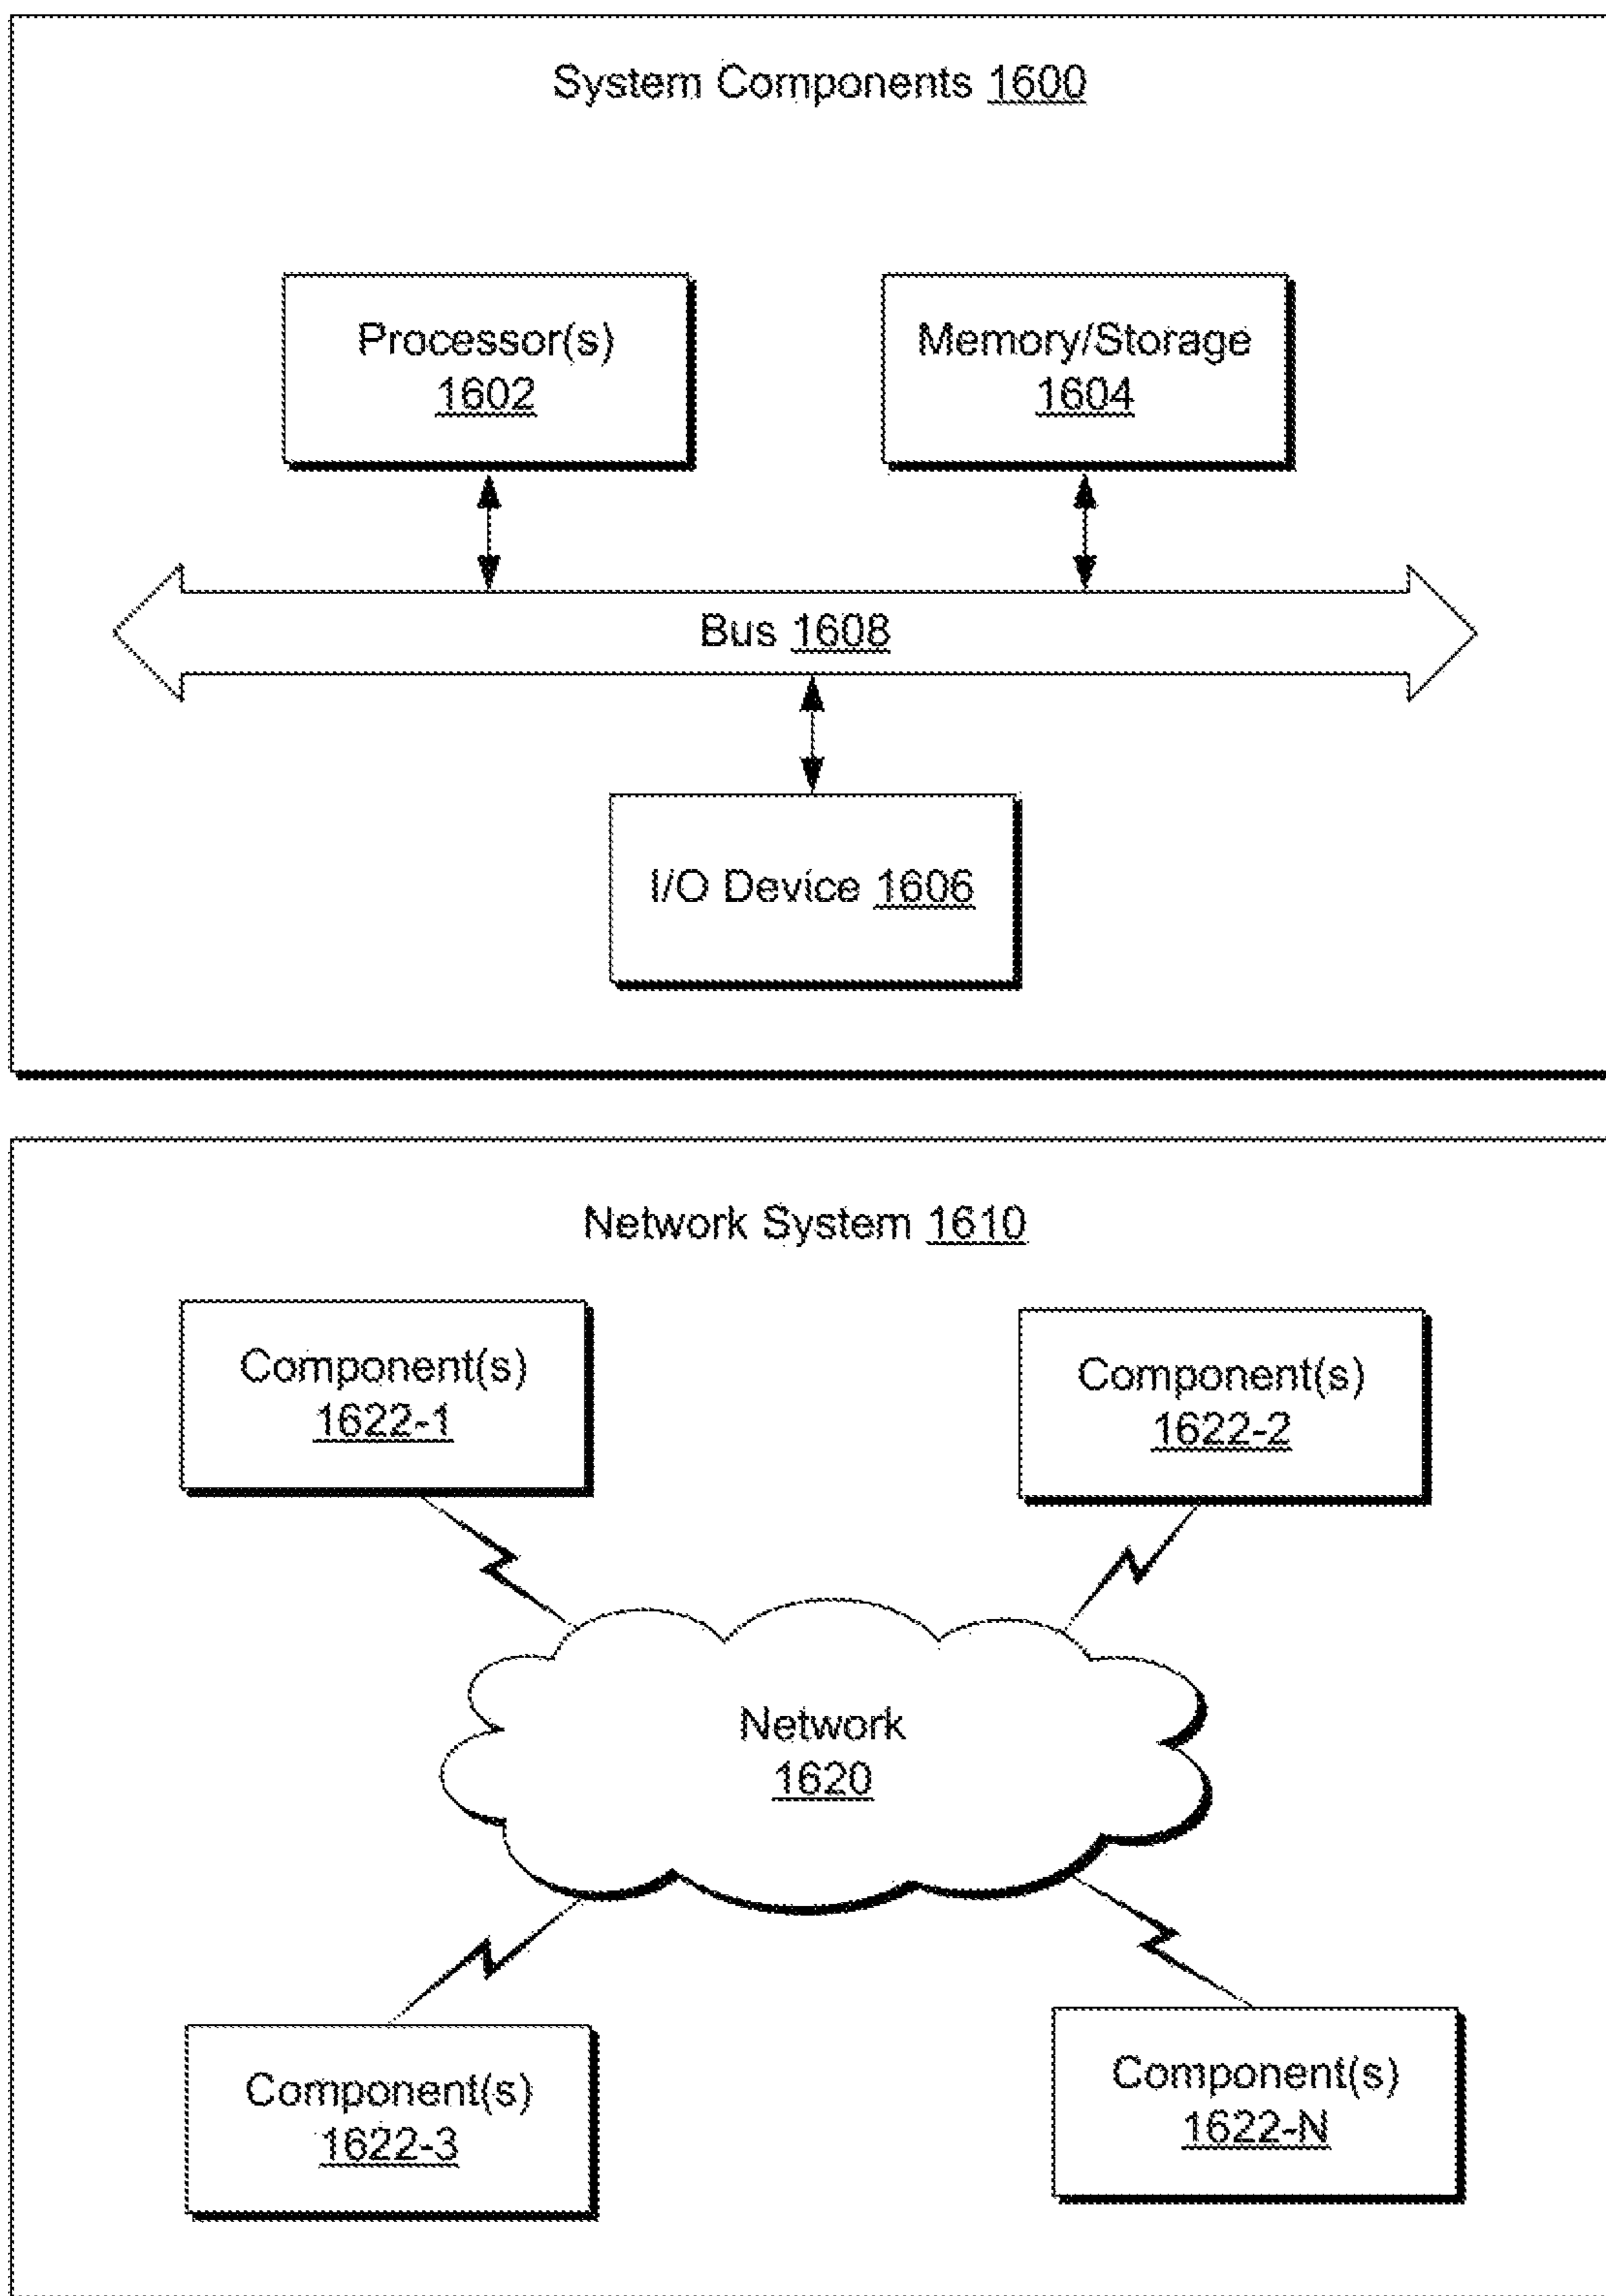 System Components 1600
Processor(s)
1602
Memory/Storage
1604
Bus 1608
I/O Device 1606
Network System 1610
Component(s)
1622-1
Component(s)
1622-2
Network
1620
Component(s)
1622-3
Component(s)
1622-N